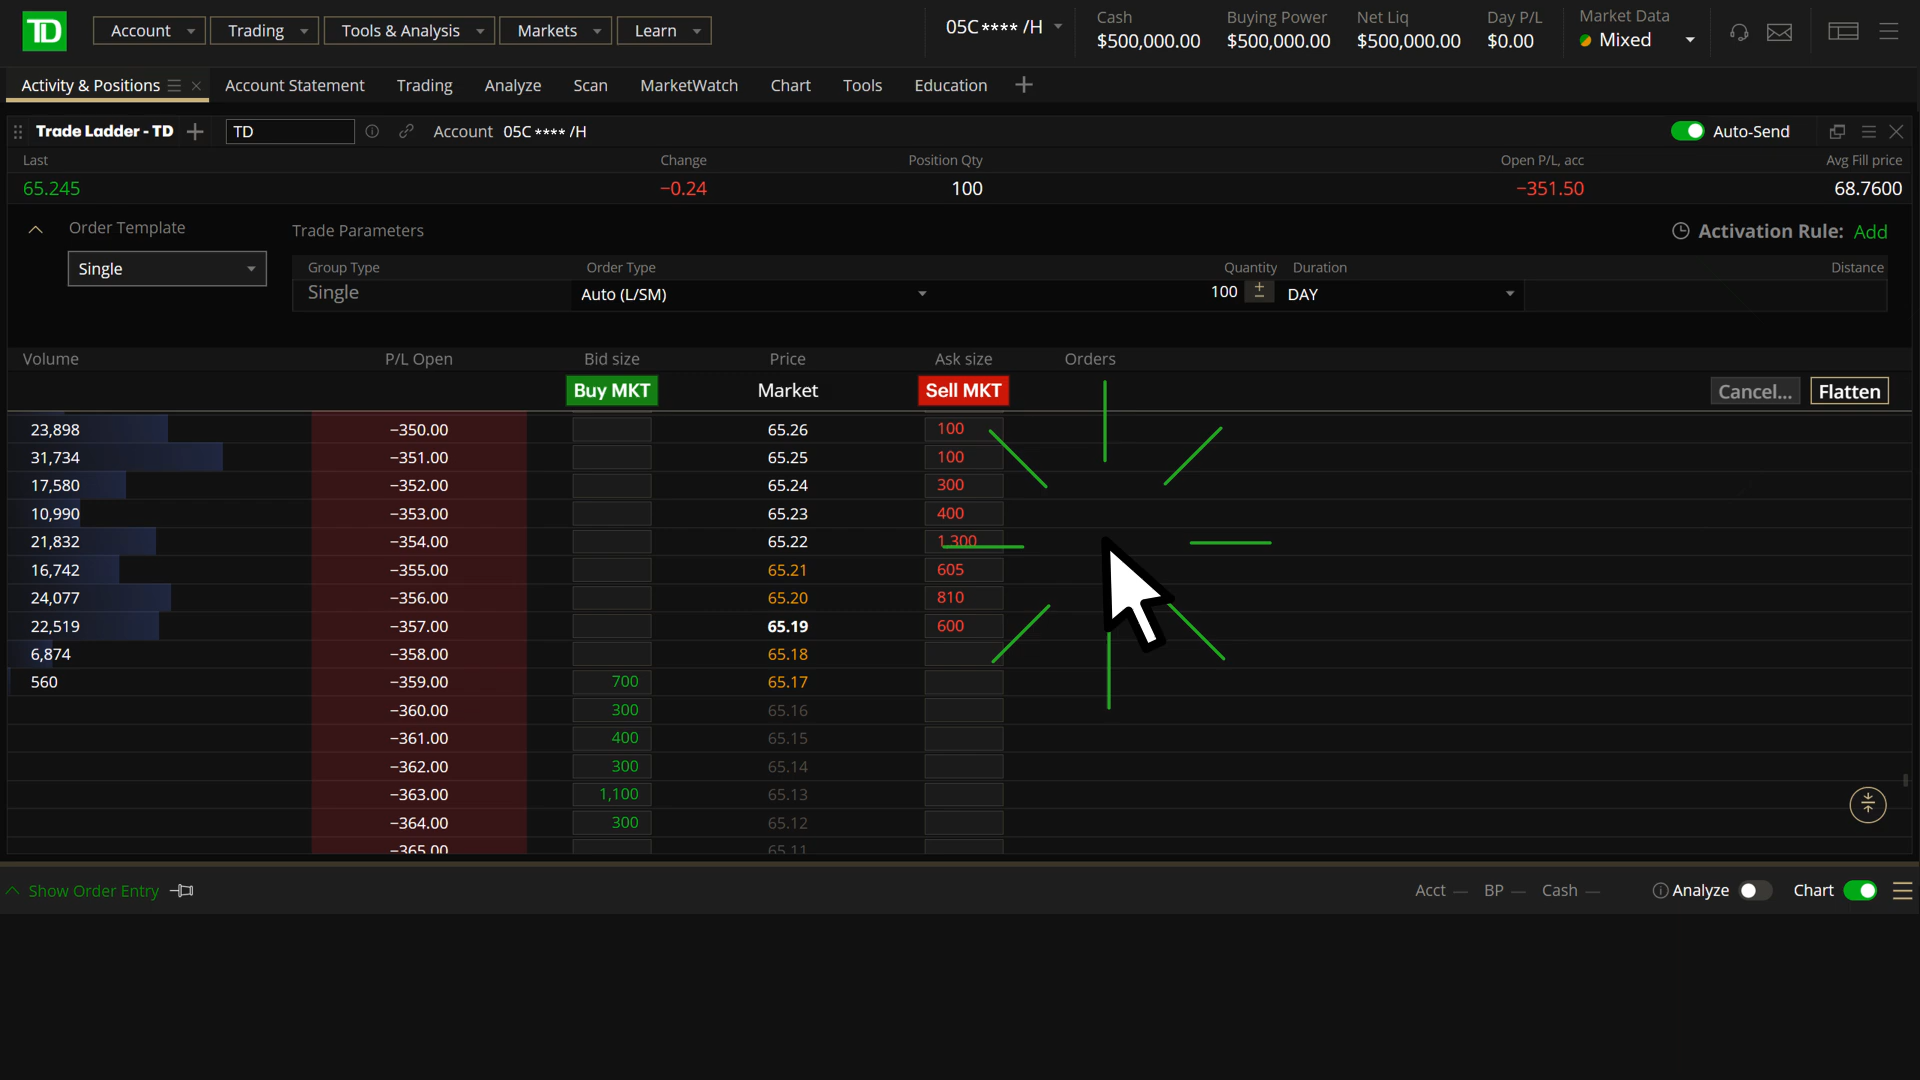 TD Account Trading Tools & Analysis Markets Learn 05C**** /H Cash $500,000.00 Buying Power $500,000.00 Net Liq $500,000.00 Day P/L $0.00 Market Data Mixed
Activity & Positions Account Statement Trading Analyze Scan MarketWatch Chart Tools Education
Trade Ladder - TD TD Account 05C **** /H Auto-Send
Last Change Position Qty Open P/L, acc Avg Fill price
65.245 −0.24 100 −351.50 68.7600
Order Template Trade Parameters Activation Rule: Add
Group Type Order Type Quantity Duration Distance
Single Single Auto (L/SM) 100 DAY
Volume P/L Open Bid size Price Ask size Orders
Buy MKT Market Sell MKT Cancel... Flatten
23,898 −350.00 65.26 100
31,734 −351.00 65.25 100
17,580 −352.00 65.24 300
10,990 −353.00 65.23 400
21,832 −354.00 65.22 1,300
16,742 −355.00 65.21 605
24,077 −356.00 65.20 810
22,519 −357.00 65.19 600
6,874 −358.00 65.18
560 −359.00 700 65.17
−360.00 300 65.16
−361.00 400 65.15
−362.00 300 65.14
−363.00 1,100 65.13
−364.00 300 65.12
−365.00 65.11
Show Order Entry Acct — BP — Cash — Analyze Chart